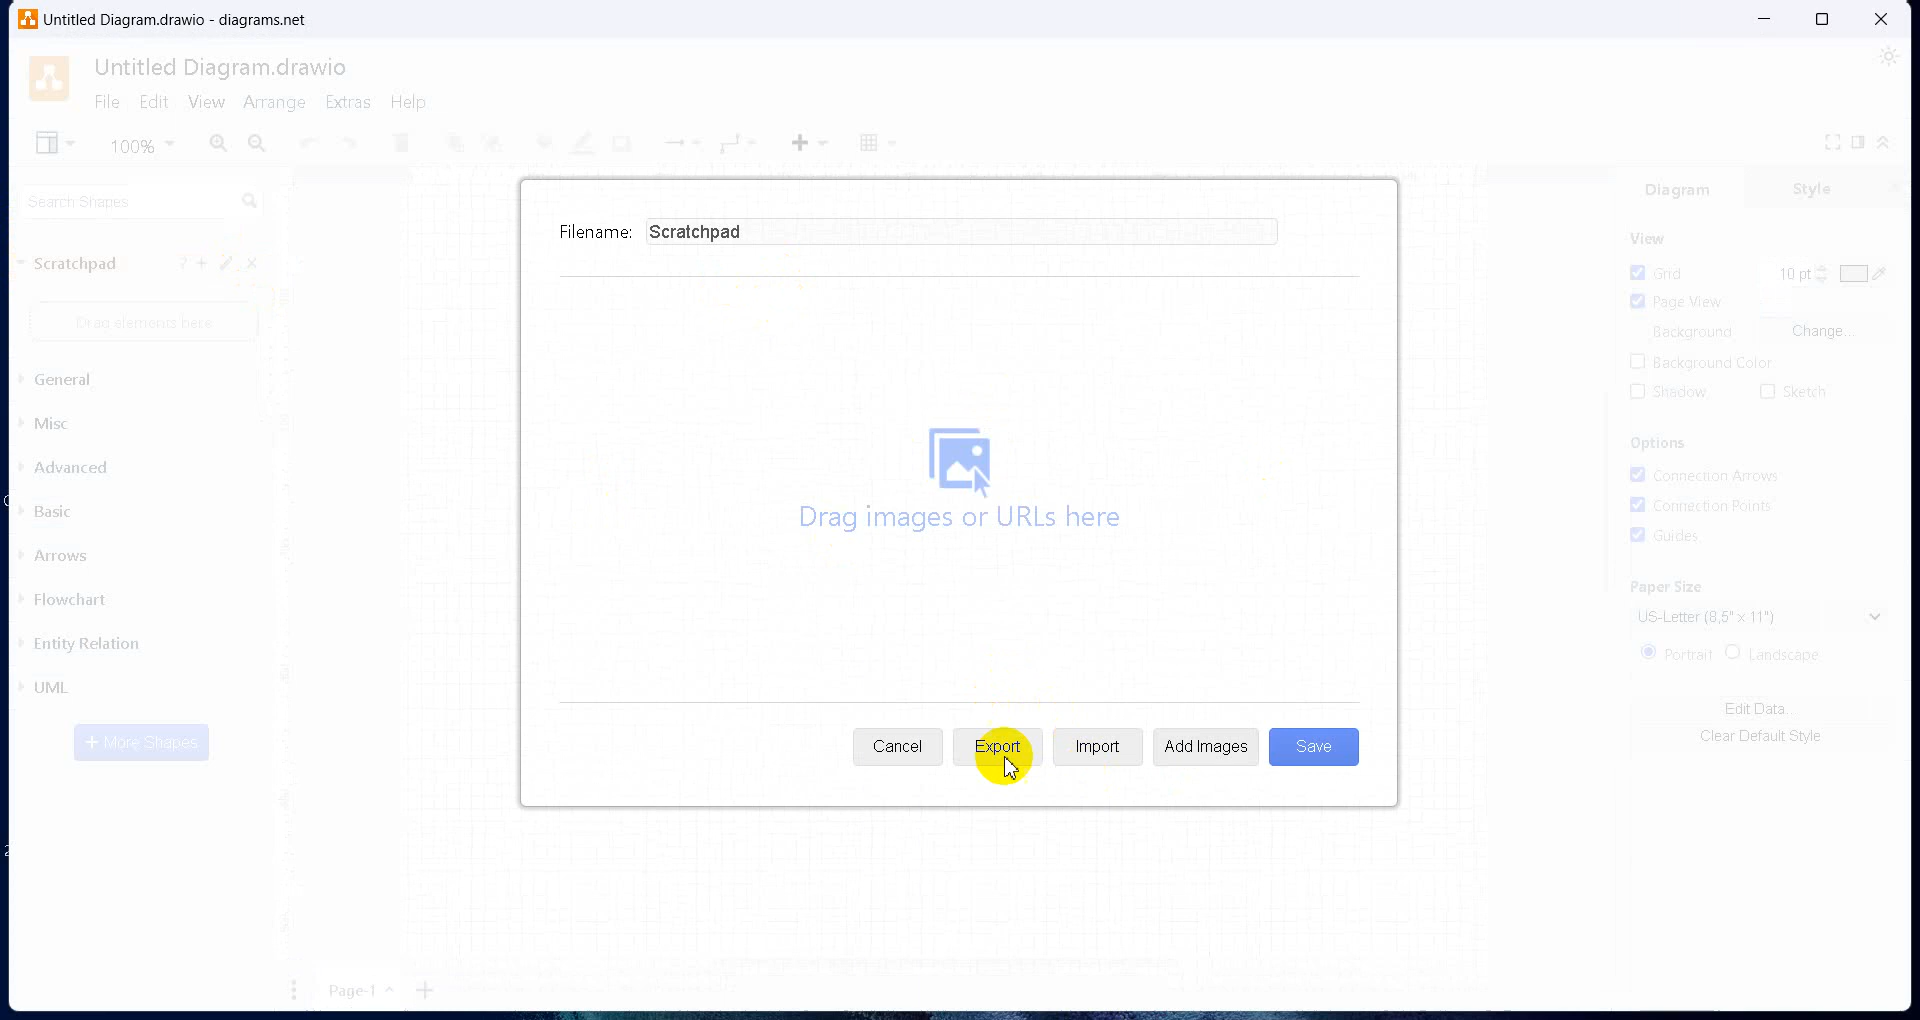 Untitled Diagram.drawio - diagrams.net
Untitled Diagram.drawio
File Edit View Arrange Extras Help
100%
Search Shapes
Scratchpad ?
Drag elements here
General
Misc
Advanced
Basic
Arrows
Flowchart
Entity Relation
UML
+ More Shapes
Filename: Scratchpad
Drag images or URLs here
Cancel Export Import Add Images Save
Diagram Style
View
Grid 10 pt
Page View
Background Change...
Background Color
Shadow Sketch
Options
Connection Arrows
Connection Points
Guides
Paper Size
US-Letter (8,5" x 11")
Portrait Landscape
Edit Data...
Clear Default Style
Page-1